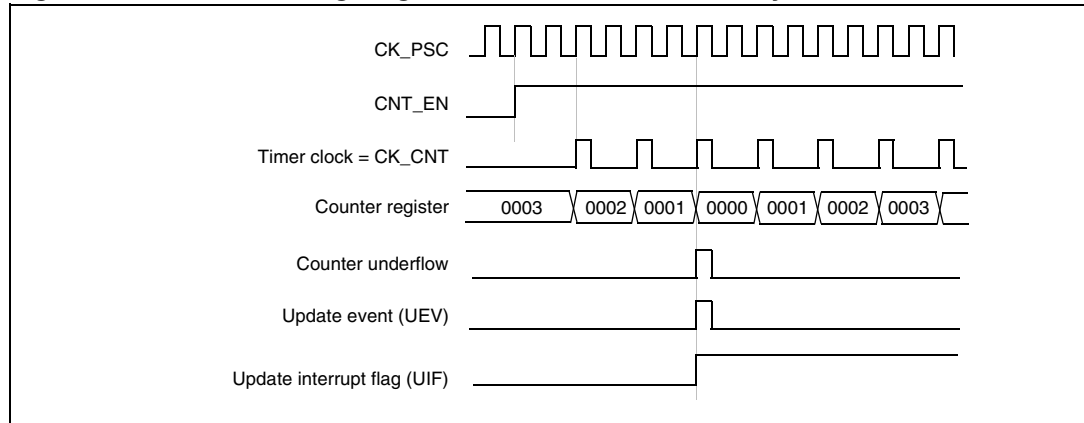 CK_PSC
CNT_EN
Timer clock = CK_CNT
Counter register 0003 0002 0001 0000 0001 0002 0003
Counter underflow
Update event (UEV)
Update interrupt flag (UIF)